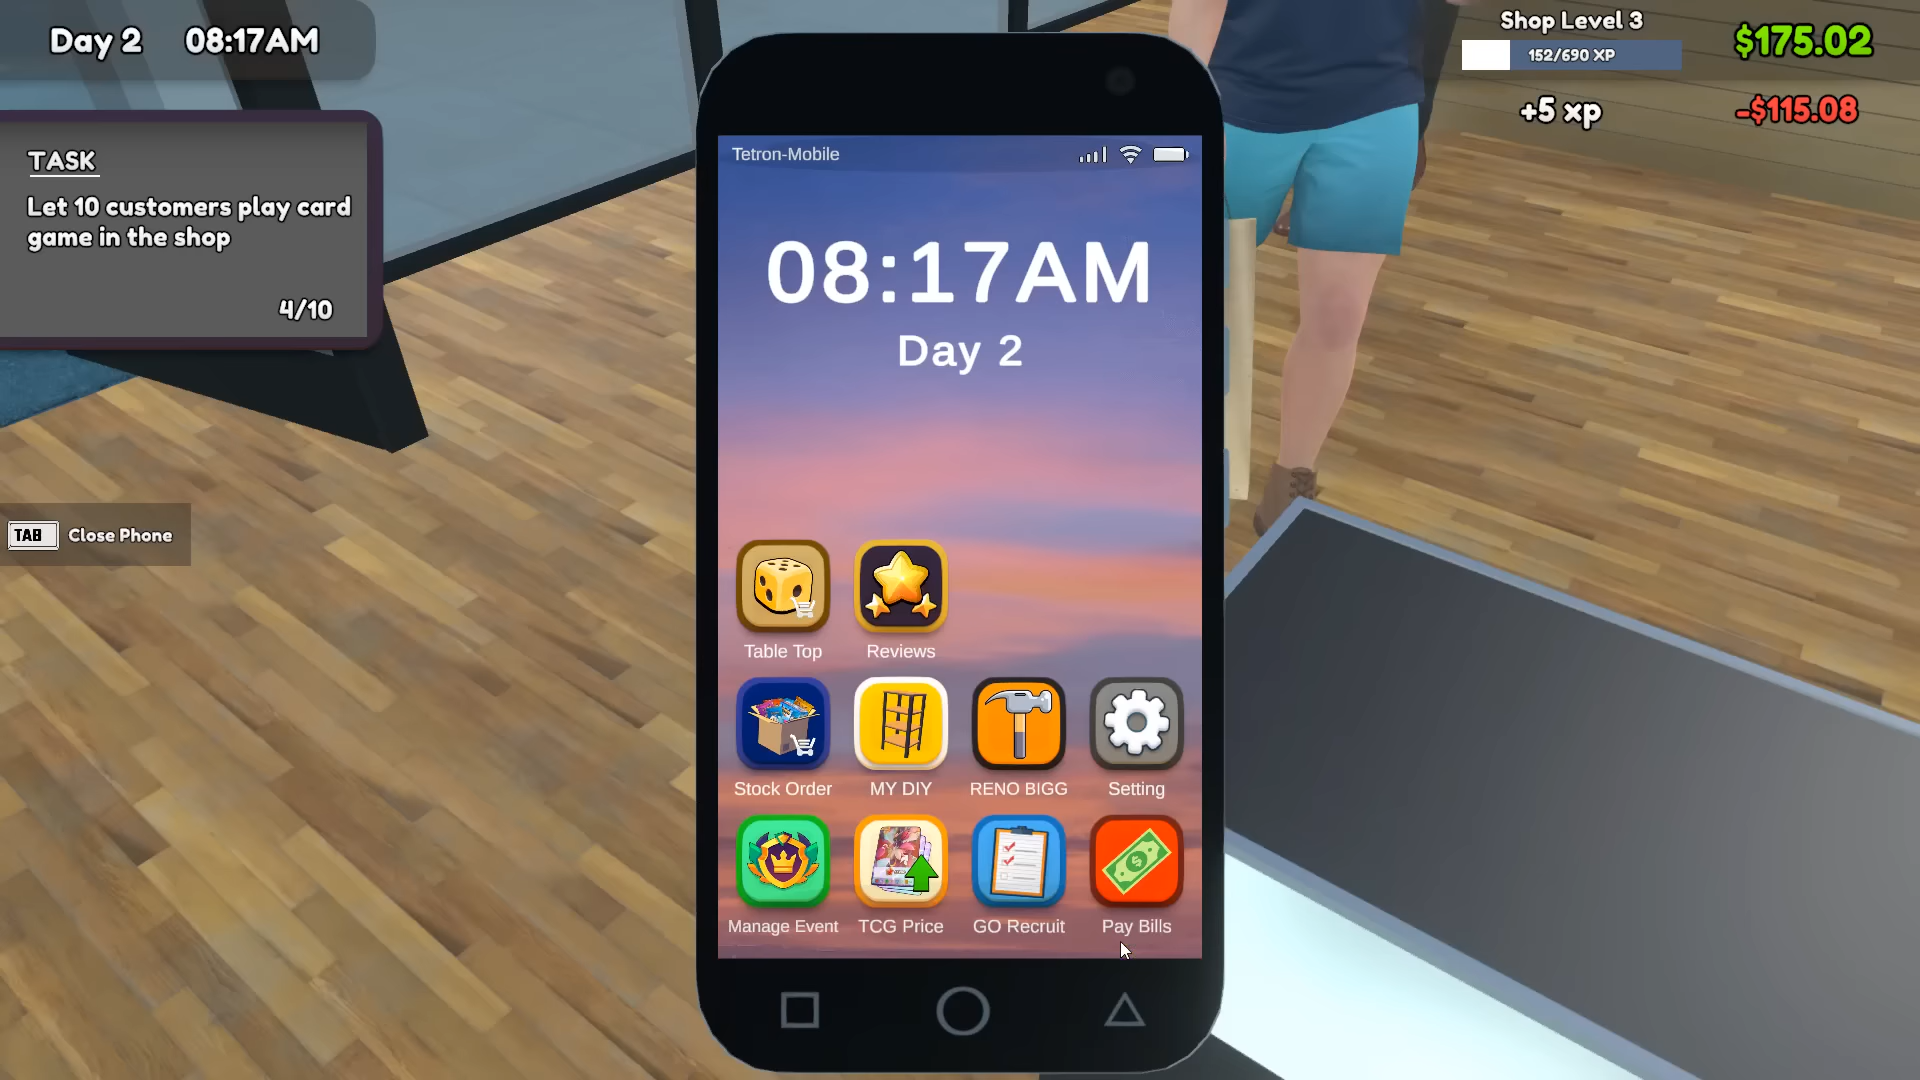 Day 2 08:17AM
TASK
Let 10 customers play card
game in the shop
4/10
TAB Close Phone
Tetron-Mobile
08:17AM
Day 2
Table Top Reviews
Stock Order MY DIY RENO BIGG Setting
Manage Event TCG Price GO Recruit Pay Bills
Shop Level 3
152/690 XP
$175.02
+5 xp
-$115.08